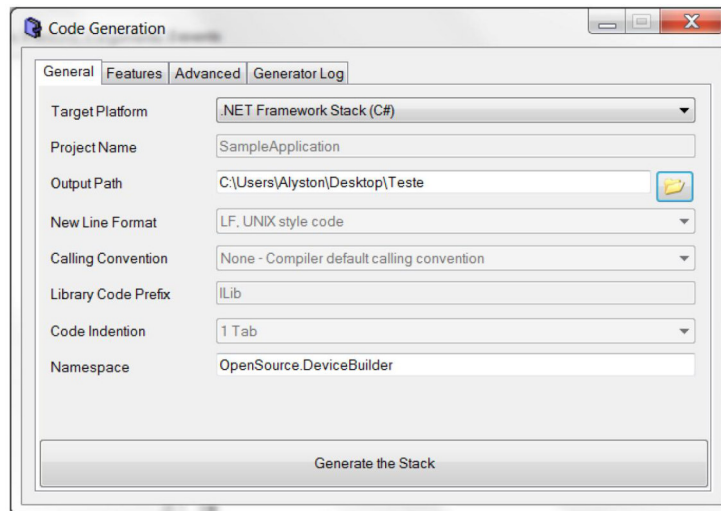 Code Generation
General Features Advanced Generator Log
Target Platform .NET Framework Stack (C#)
Project Name SampleApplication
Output Path C:\Users\Alyston\Desktop\Teste
New Line Format LF, UNIX style code
Calling Convention None - Compiler default calling convention
Library Code Prefix ILib
Code Indention 1 Tab
Namespace OpenSource.DeviceBuilder
Generate the Stack